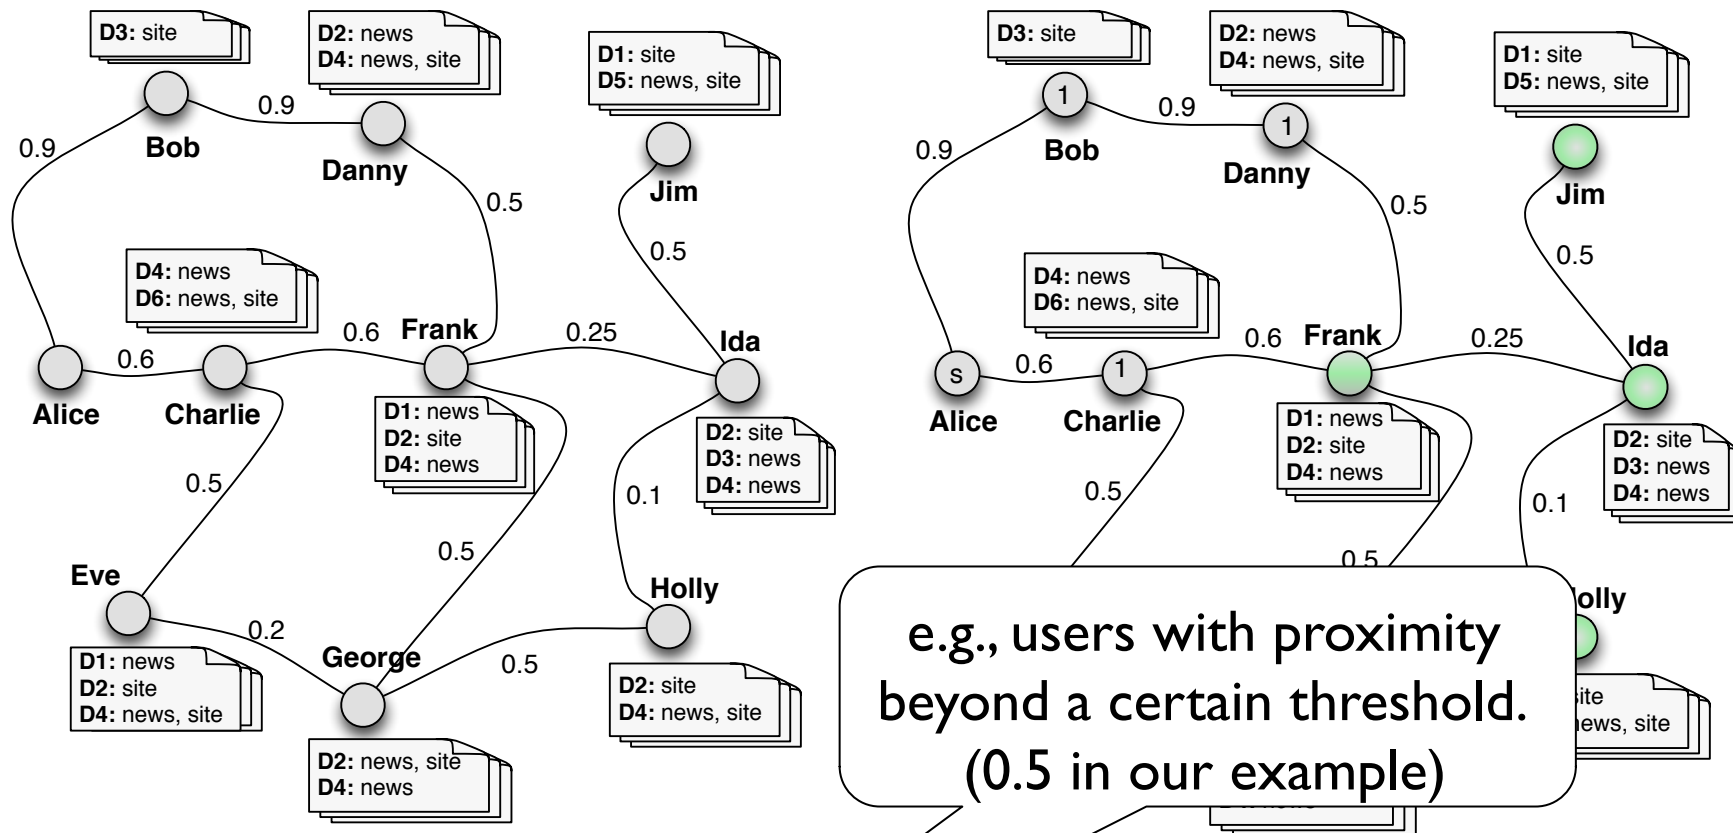 D3: site
D2: news
D4: news, site
D1: site
D5: news, site
0.9
Bob
0.9
Danny
Jim
0.5
0.5
D4: news
D6: news, site
Alice
0.6
Charlie
0.6
Frank
0.25
Ida
D1: news
D2: site
D4: news
D2: site
D3: news
D4: news
0.5
0.5
0.1
Eve
0.2
George
0.5
Holly
D1: news
D2: site
D4: news, site
D2: news, site
D4: news
D2: site
D4: news, site
D3: site
D2: news
D4: news, site
D1: site
D5: news, site
1
0.9
Bob
0.9
1
Danny
Jim
0.5
0.5
D4: news
D6: news, site
s
Alice
0.6
1
Charlie
0.6
Frank
0.25
Ida
D1: news
D2: site
D4: news
D2: site
D3: news
D4: news
0.5
0.5
0.1
olly
site
news, site
e.g., users with proximity
beyond a certain threshold.
(0.5 in our example)